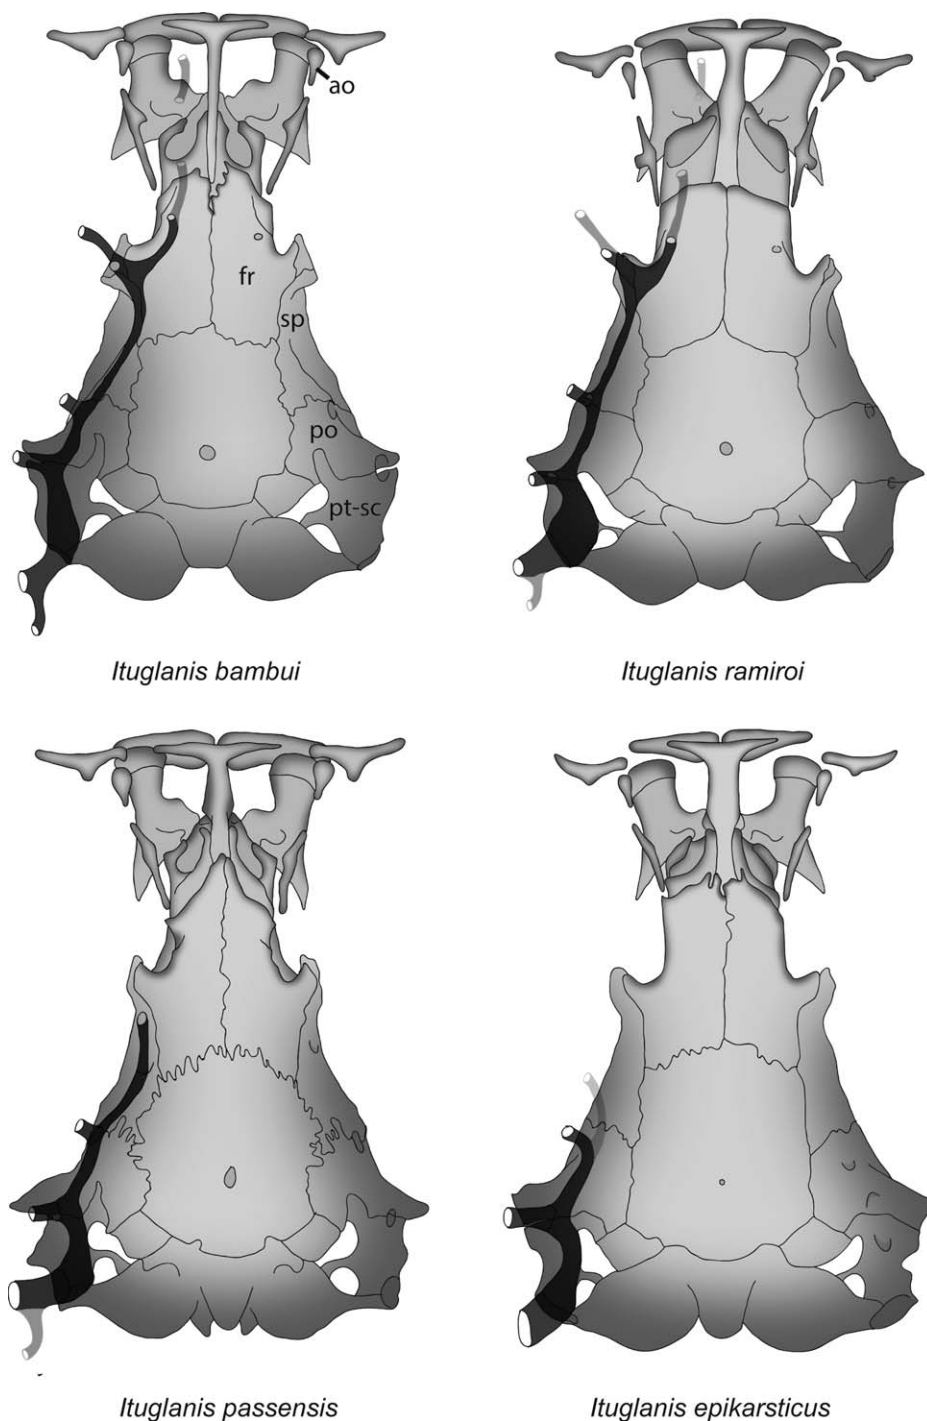 ao
fr
sp
po
pt-sc
Ituglanis bambui
Ituglanis ramiroi
Ituglanis passensis
Ituglanis epikarsticus